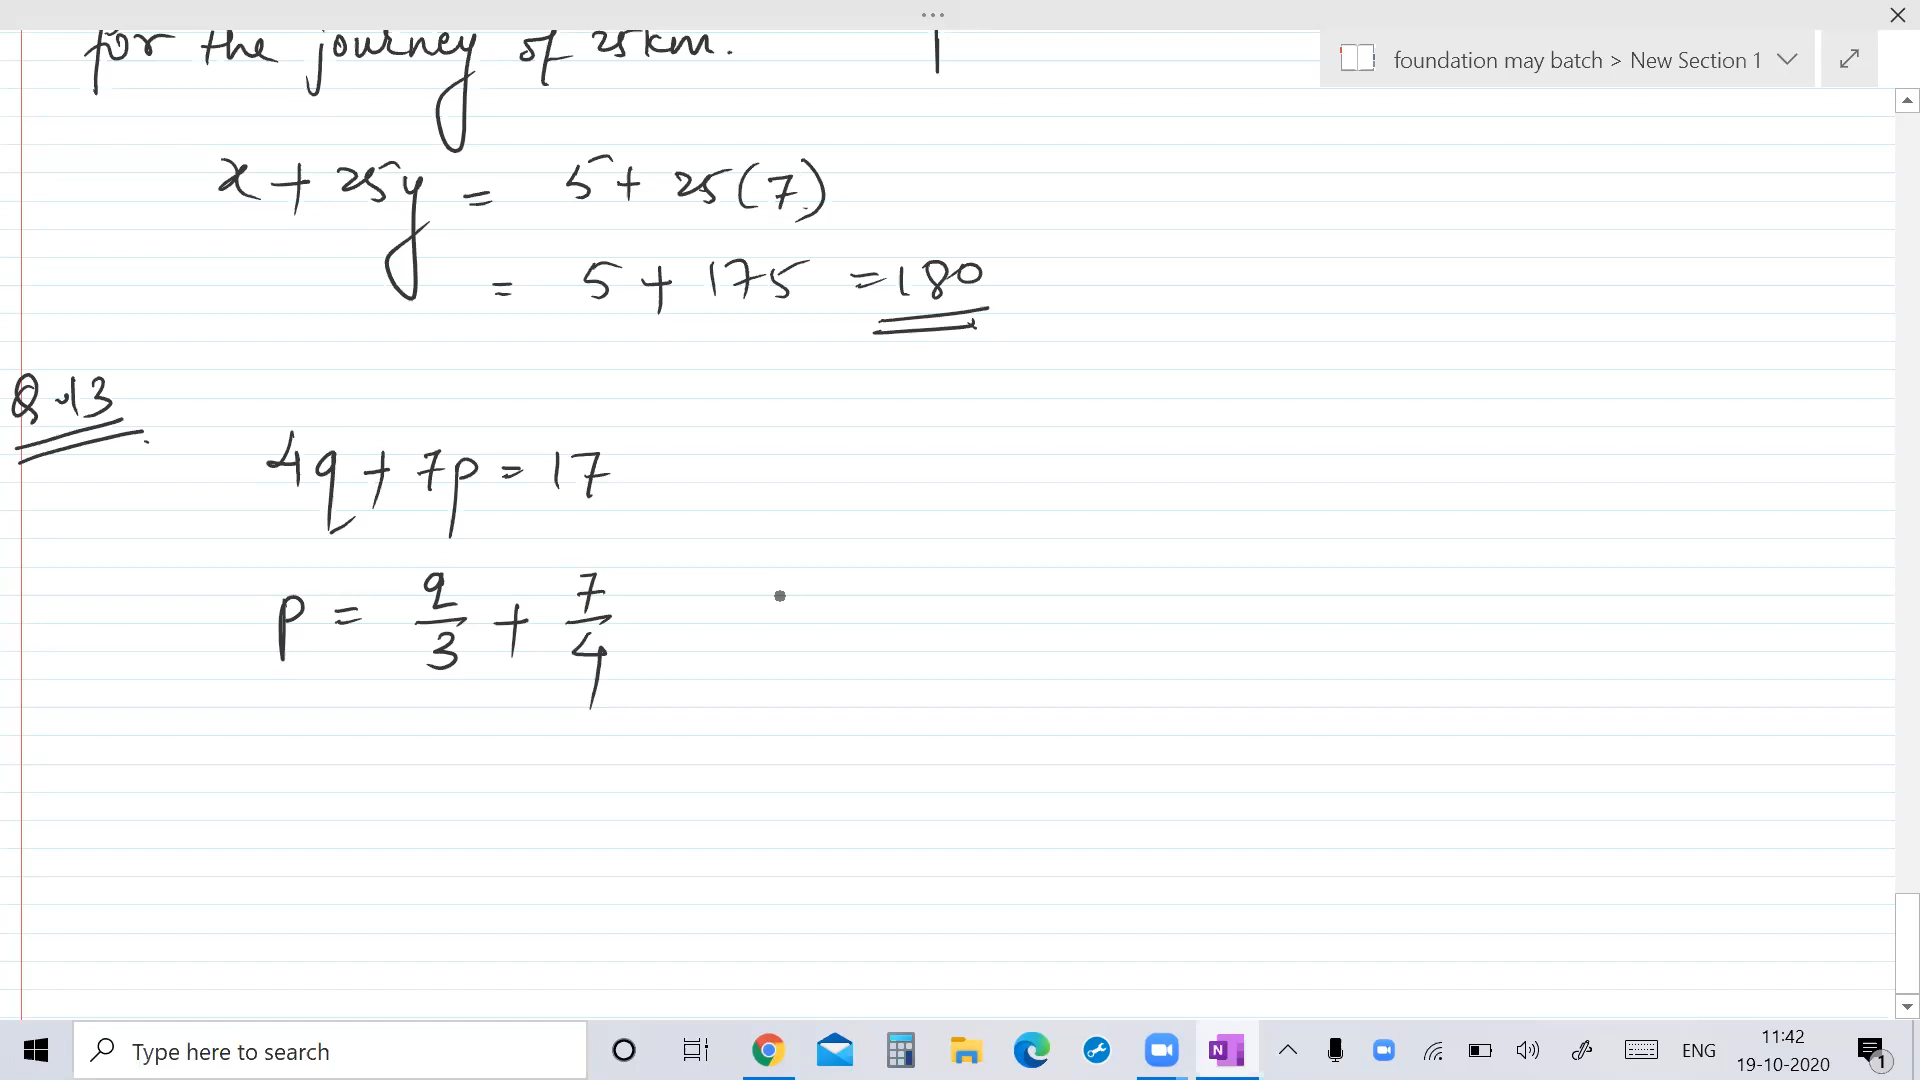 for the journey of 25km.
foundation may batch > New Section 1
x + 25y = 5 + 25(7)
= 5 + 175 = 180
Q.13
4q + 7p = 17
p = q/3 + 7/4
Type here to search
ENG
11:42
19-10-2020
1